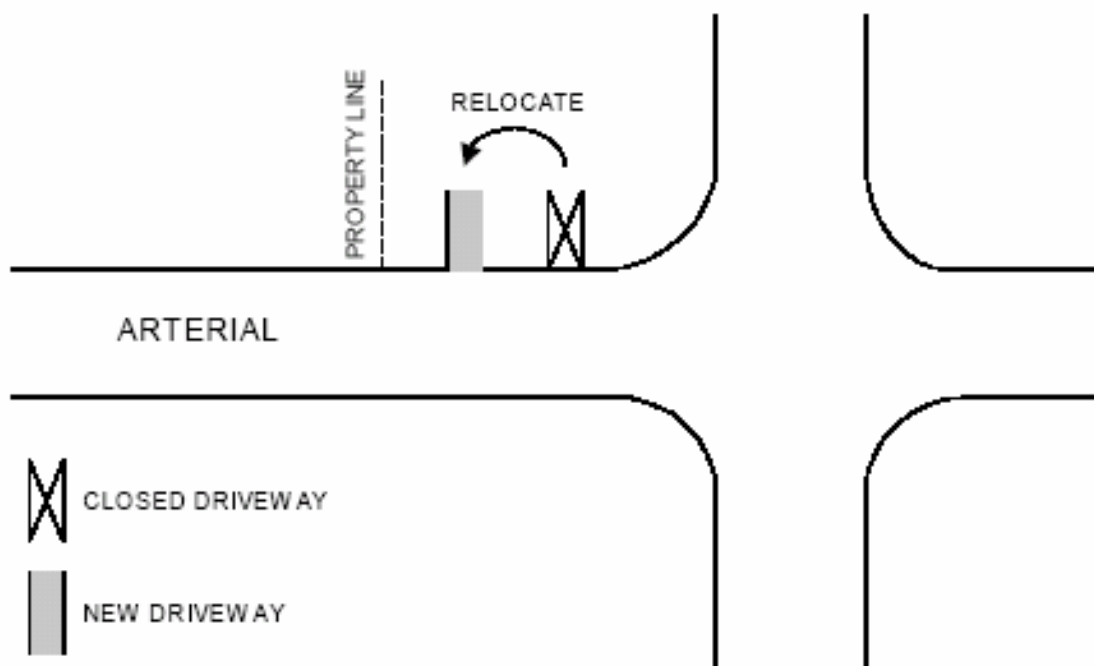 PROPERTY LINE
RELOCATE
ARTERIAL
CLOSED DRIVEWAY
NEW DRIVEWAY